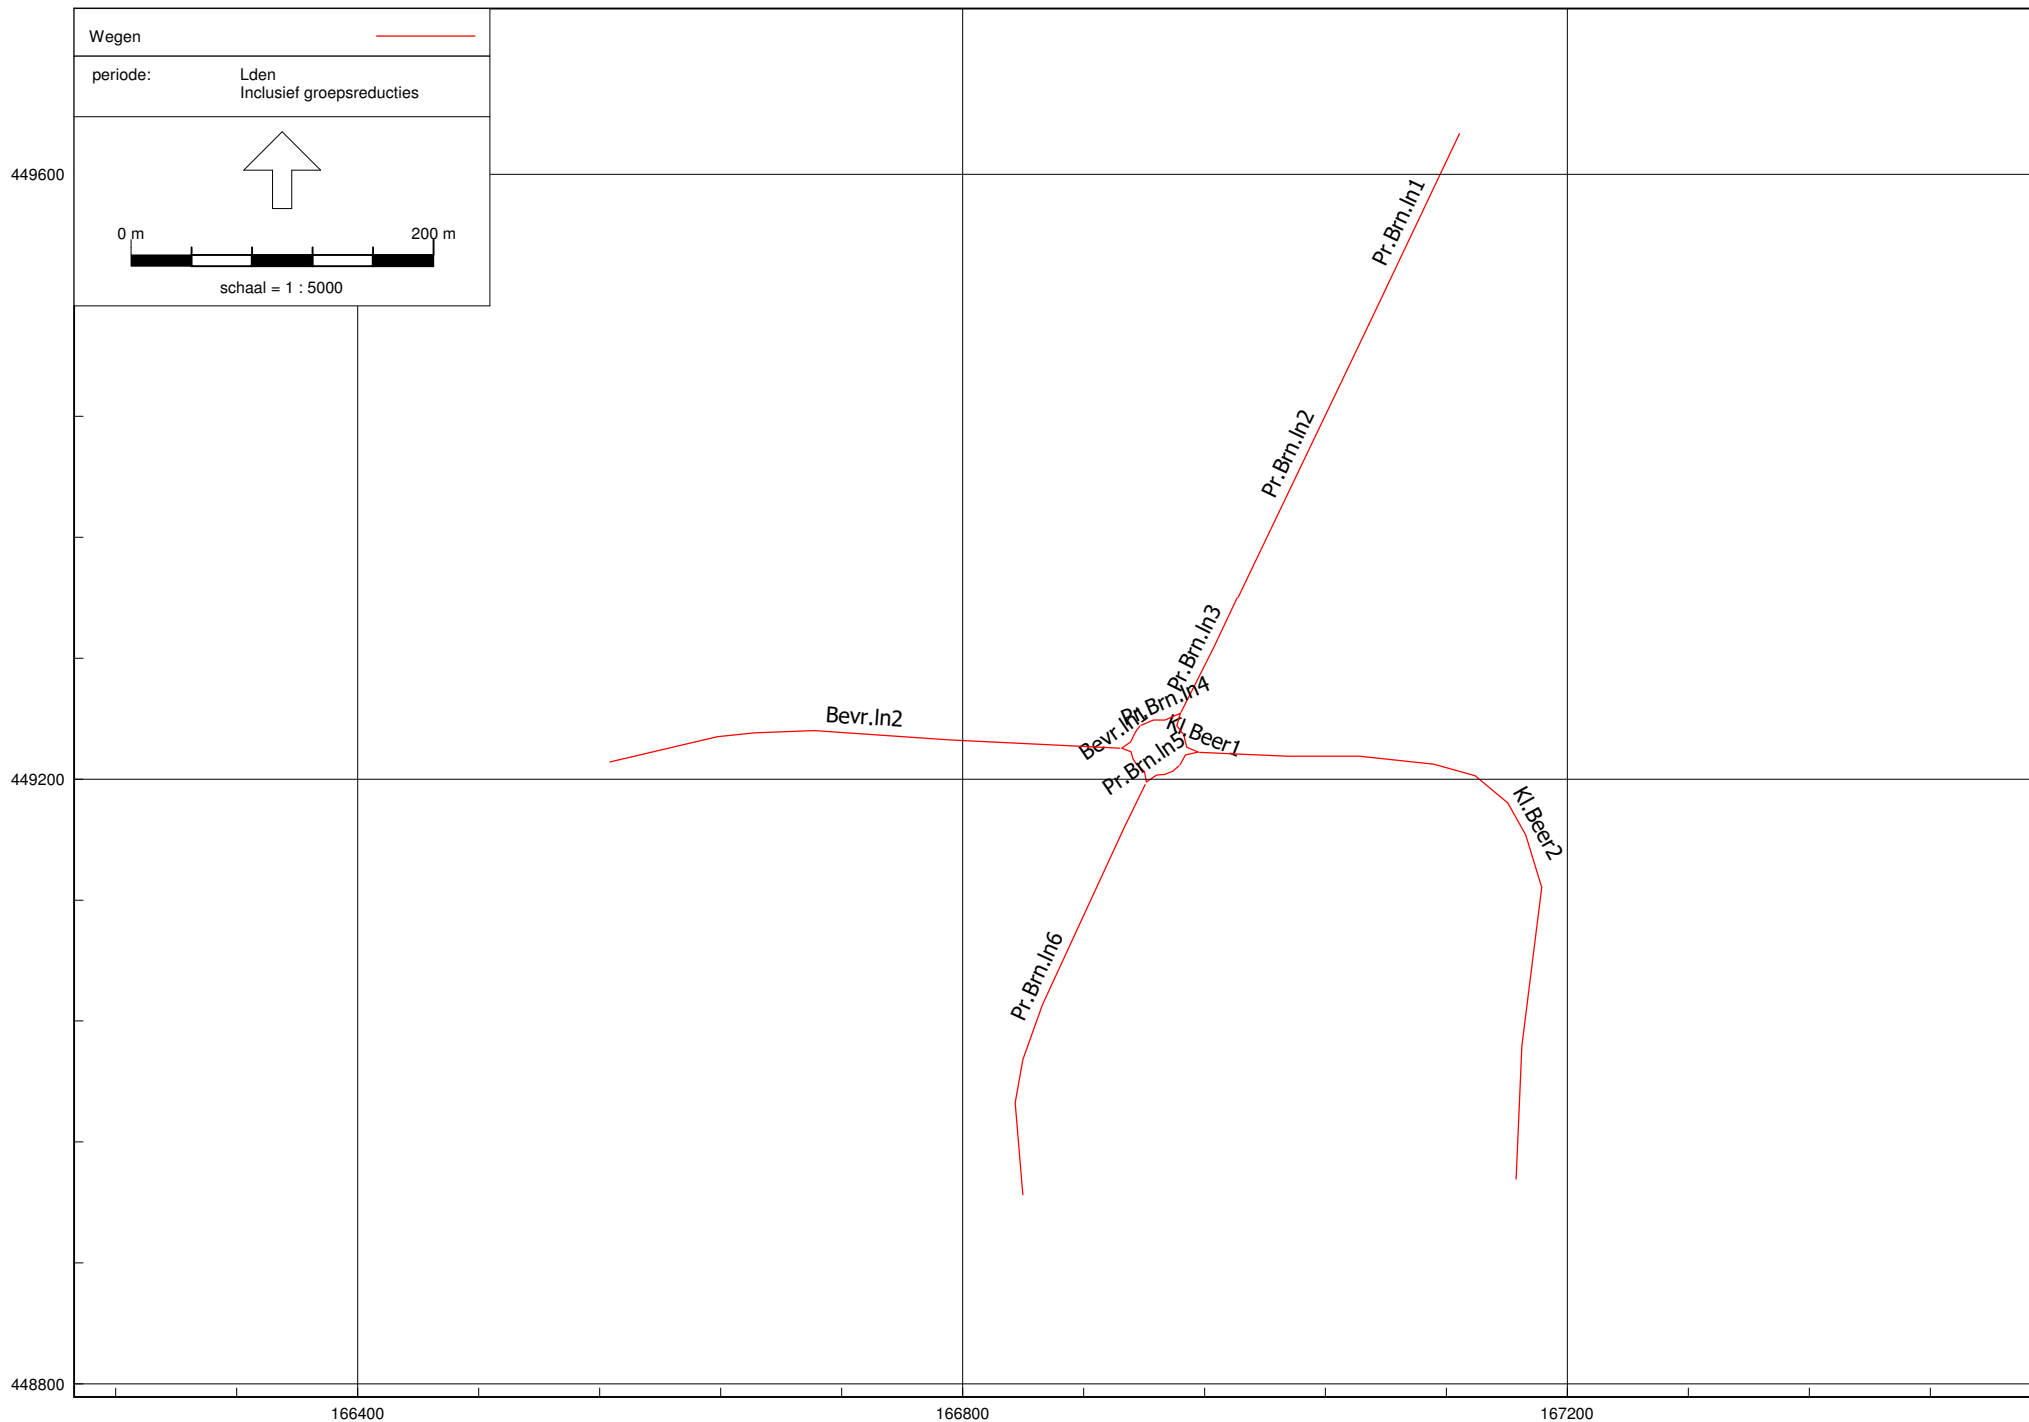 Wegen
periode: Lden
Inclusief groepsreducties
0 m 200 m
schaal = 1 : 5000
449600
Pr.Brn.ln1
Pr.Brn.ln2
Pr.Brn.ln3
Pr.Brn.ln4
Bevr.ln2
Bevr.ln1
Kl.Beer1
Pr.Brn.ln5
449200
Kl.Beer2
Pr.Brn.ln6
448800
166400 166800 167200